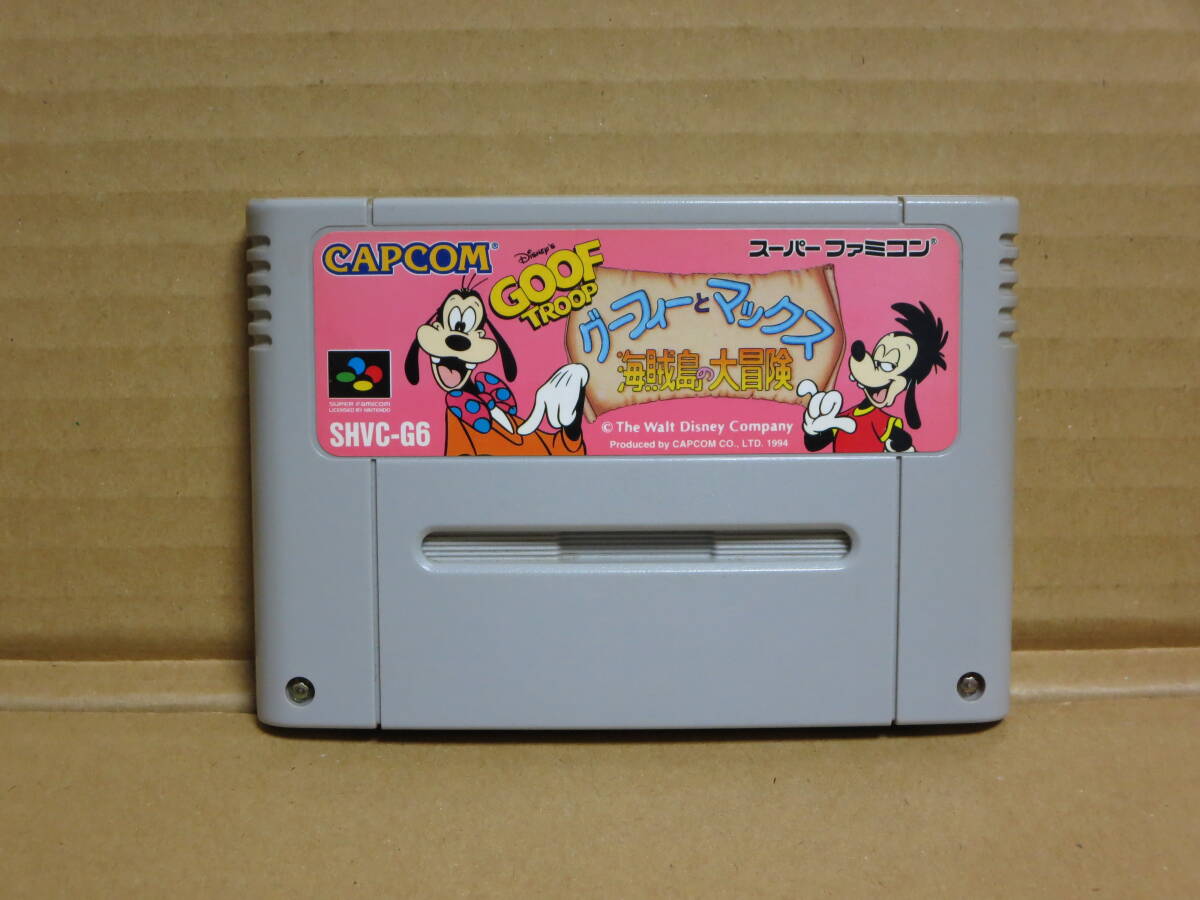 CAPCOM®
DISNEY'S
GOOF
TROOP
スーパーファミコン®
グーフィーとマックス
海賊島の大冒険
SUPER FAMICOM
LICENSED BY NINTENDO
SHVC-G6
© The Walt Disney Company
Produced by CAPCOM CO., LTD. 1994